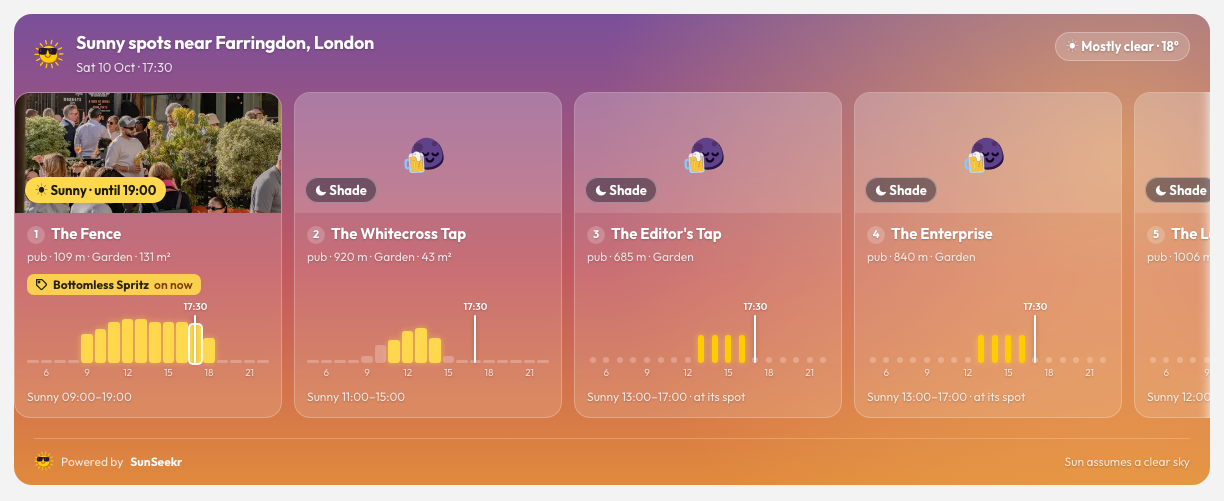 Sunny spots near Farringdon, London
Sat 10 Oct · 17:30
Mostly clear · 18°
Sunny · until 19:00
1 The Fence
pub · 109 m · Garden · 131 m²
Bottomless Spritz on now
17:30
6 9 12 15 18 21
Sunny 09:00–19:00
Shade
2 The Whitecross Tap
pub · 920 m · Garden · 43 m²
17:30
6 9 12 15 18 21
Sunny 11:00–15:00
Shade
3 The Editor's Tap
pub · 685 m · Garden
17:30
6 9 12 15 18 21
Sunny 13:00–17:00 · at its spot
Shade
4 The Enterprise
pub · 840 m · Garden
17:30
6 9 12 15 18 21
Sunny 13:00–17:00 · at its spot
Shade
5 The
pub · 1006 m
6 9
Sunny 12:00
Powered by SunSeekr
Sun assumes a clear sky